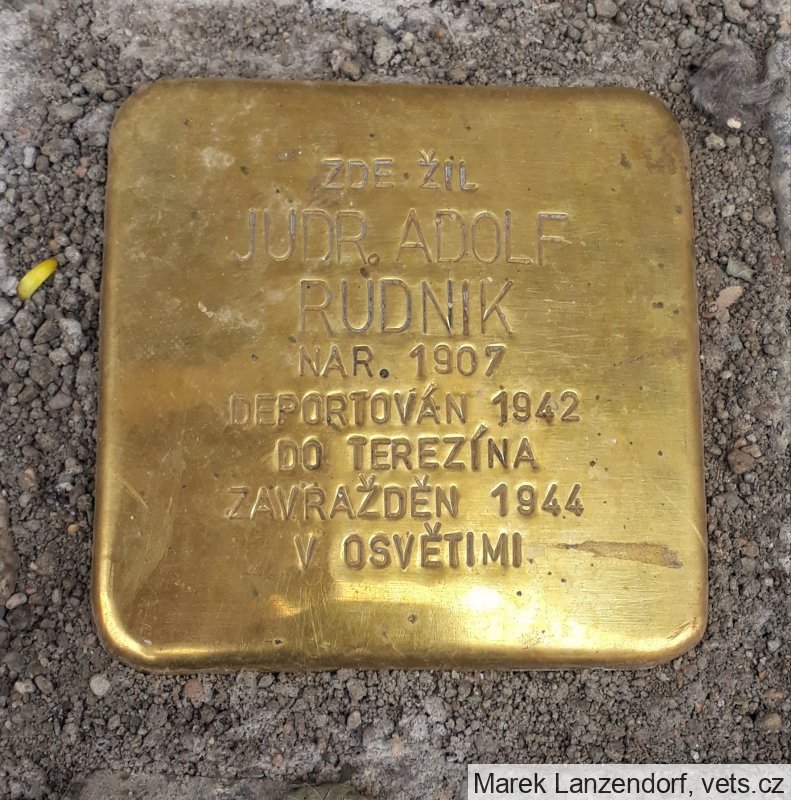 ZDE ŽIL
JUDR. ADOLF
RUDNIK
NAR. 1907
DEPORTOVÁN 1942
DO TEREZÍNA
ZAVRAŽDĚN 1944
V OSVĚTIMI
Marek Lanzendorf, vets.cz